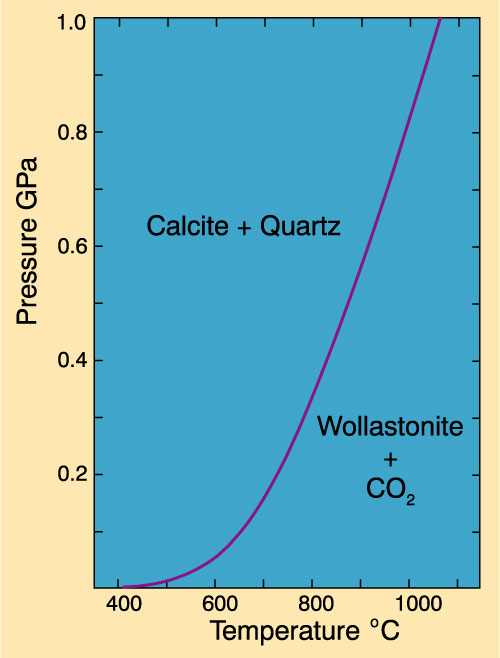 1.0
0.8
0.6
0.4
0.2
Pressure GPa
Calcite + Quartz
Wollastonite
+
CO₂
400 600 800 1000
Temperature °C